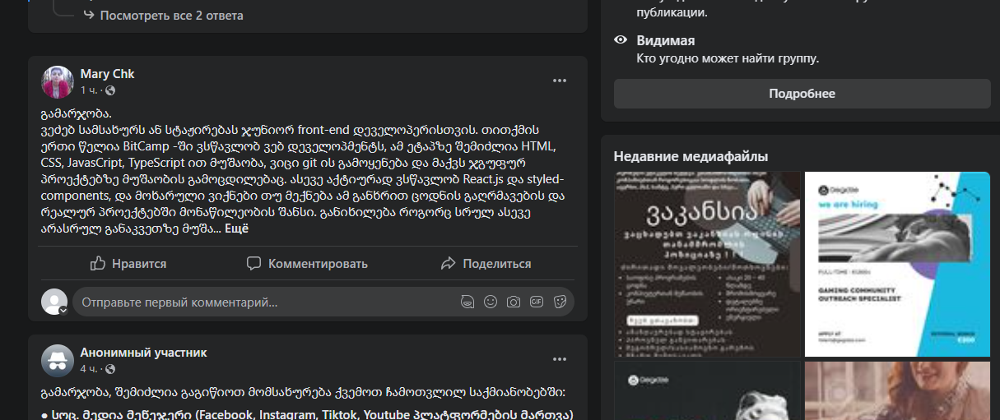 Посмотреть все 2 ответа
Mary Chk
1 ч. ·
გამარჯობა.
ვეძებ სამსახურს ან სტაჟირებას ჯუნიორ front-end დეველოპერისთვის. თითქმის
ერთი წელია BitCamp -ში ვსწავლობ ვებ დეველოპმენტს, ამ ეტაპზე შემიძლია HTML,
CSS, JavasCript, TypeScript ით მუშაობა, ვიცი git ის გამოყენება და მაქვს ჯგუფურ
პროექტებზე მუშაობის გამოცდილებაც. ასევე აქტიურად ვსწავლობ React.js და styled-
components, და მოხარული ვიქნები თუ მექნება ამ განხრით ცოდნის გაღრმავების და
რეალურ პროექტებში მონაწილეობის შანსი. განიხილება როგორც სრულ ასევე
არასრულ განაკვეთზე მუშა... Ещё
Нравится
Комментировать
Поделиться
Отправьте первый комментарий...
GIF
Анонимный участник
4 ч. ·
გამარჯობა, შემიძლია გაგიწიოთ მომსახურება ქვემოთ ჩამოთვლილ საქმიანობებში:
● სოც. მედია მენეჯერი (Facebook, Instagram, Tiktok, Youtube პლატფორმების მართვა)
публикации.
Видимая
Кто угодно может найти группу.
Подробнее
Недавние медиафайлы
ვაკანსია
we are hiring
GAMING COMMUNITY
OUTREACH SPECIALIST
APPLY AT